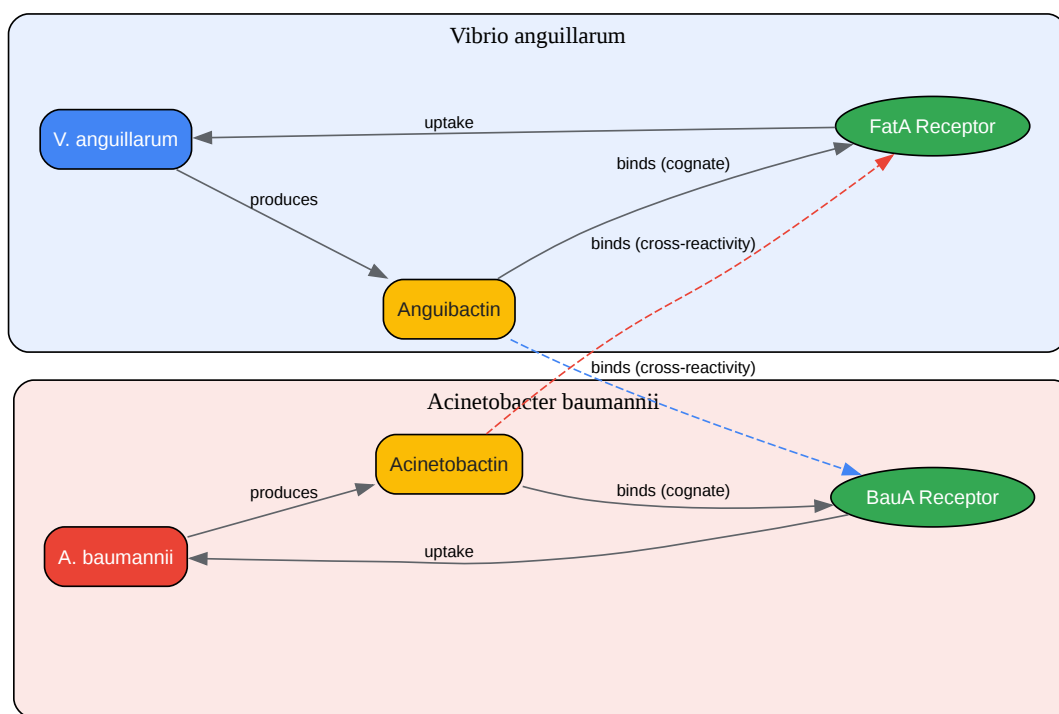 Vibrio anguillarum
V. anguillarum
uptake
FatA Receptor
binds (cognate)
produces
binds (cross-reactivity)
Anguibactin
binds (cross-reactivity)
Acinetobacter baumannii
Acinetobactin
produces
binds (cognate)
BauA Receptor
A. baumannii
uptake